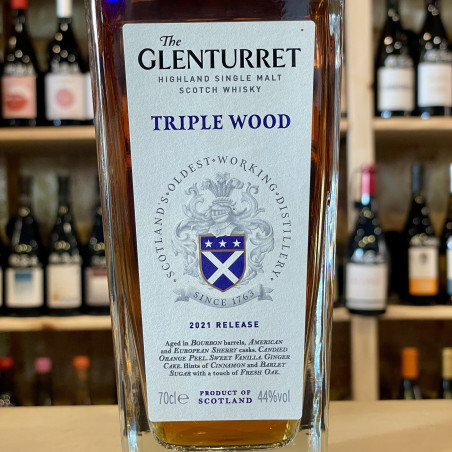 The
GLENTURRET
HIGHLAND SINGLE MALT
SCOTCH WHISKY
TRIPLE WOOD
SCOTLAND'S·OLDEST·WORKING·DISTILLERY
SINCE 1763
2021 RELEASE
Aged in BOURBON barrels, AMERICAN
and EUROPEAN SHERRY casks. CANDIED
ORANGE PEEL. SWEET VANILLA GINGER
CAKE. Hints of CINNAMON and BARLEY
SUGAR with a touch of FRESH OAK.
70cl e PRODUCT OF SCOTLAND 44%vol